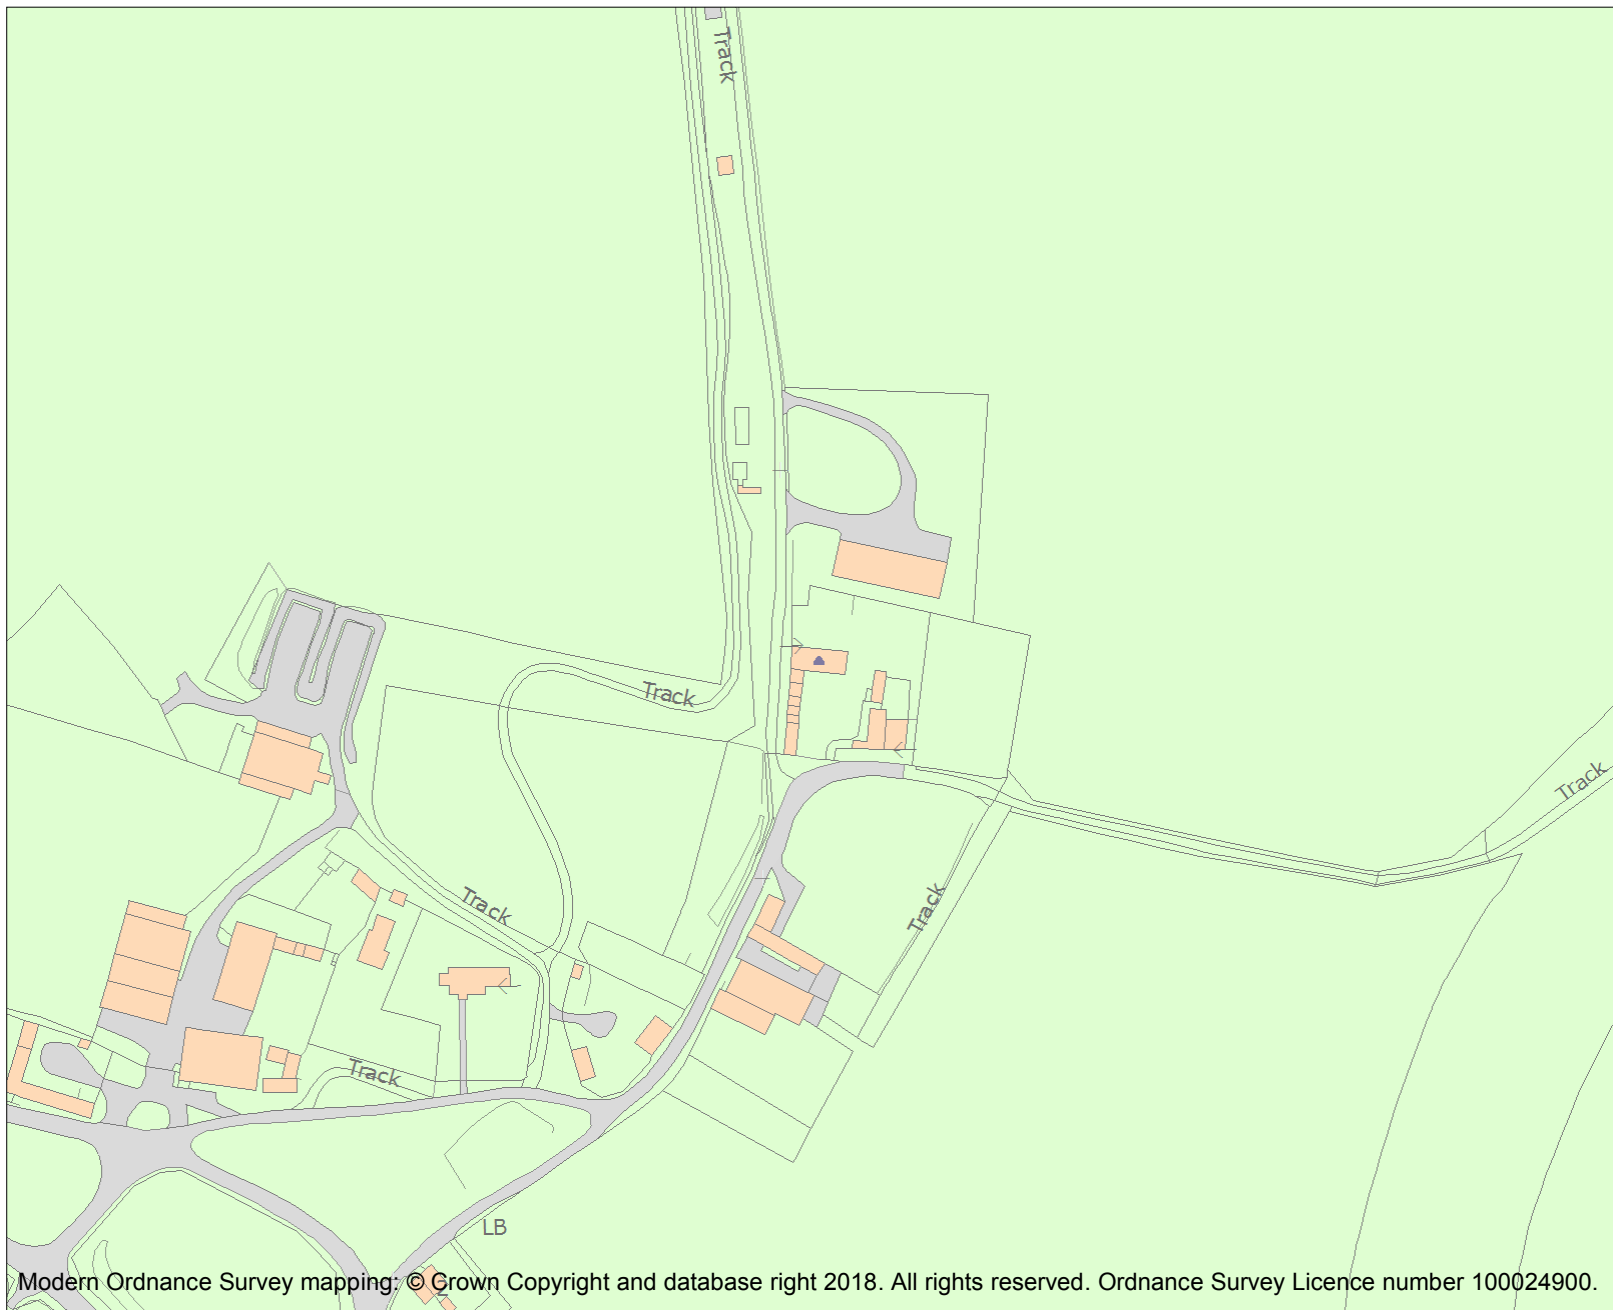 Track
Track
Track
Track
Track
Track
LB
2
Modern Ordnance Survey mapping: © Crown Copyright and database right 2018. All rights reserved. Ordnance Survey Licence number 100024900.